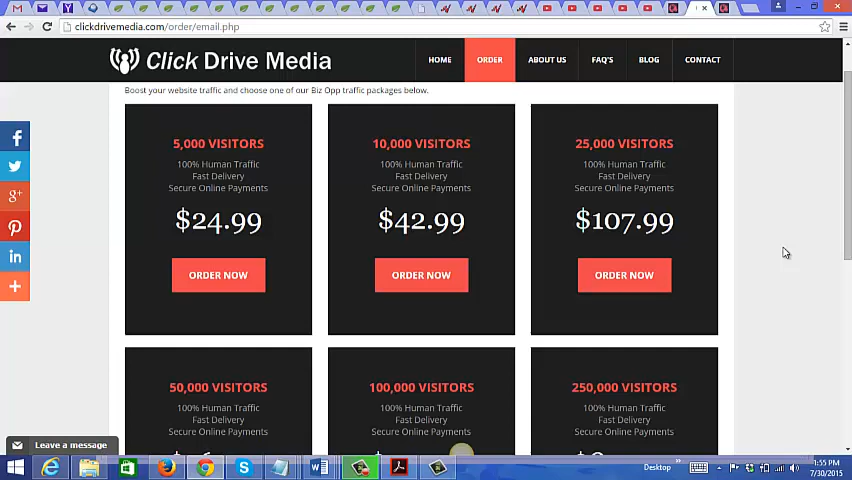 clickdrivemedia.com/order/email.php
Click Drive Media
HOME
ORDER
ABOUT US
FAQ'S
BLOG
CONTACT
Boost your website traffic and choose one of our Biz Opp traffic packages below.
5,000 VISITORS
100% Human Traffic
Fast Delivery
Secure Online Payments
$24.99
ORDER NOW
10,000 VISITORS
100% Human Traffic
Fast Delivery
Secure Online Payments
$42.99
ORDER NOW
25,000 VISITORS
100% Human Traffic
Fast Delivery
Secure Online Payments
$107.99
ORDER NOW
50,000 VISITORS
100% Human Traffic
Fast Delivery
Secure Online Payments
100,000 VISITORS
100% Human Traffic
Fast Delivery
Secure Online Payments
250,000 VISITORS
100% Human Traffic
Fast Delivery
Secure Online Payments
Leave a message
Desktop
1:55 PM
7/30/2015